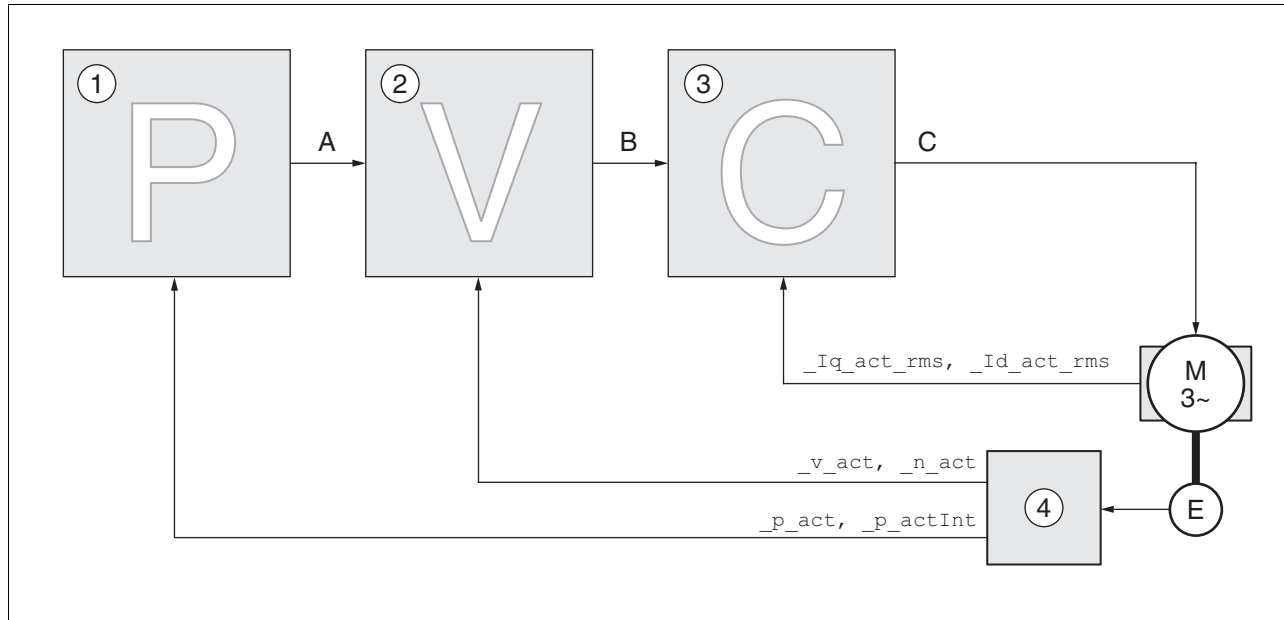 1
P
A
2
V
B
3
C
C
_Iq_act_rms, _Id_act_rms
M
3~
_v_act, _n_act
_p_act, _p_actInt
4
E